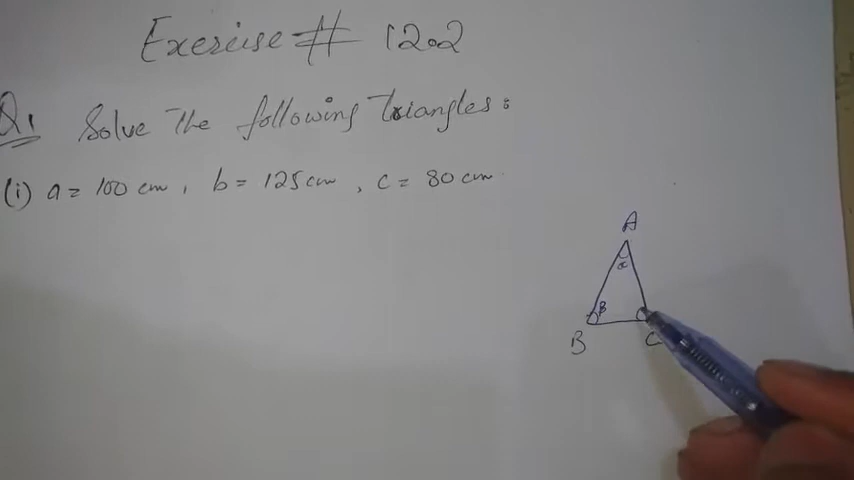 Exercise # 12.2
Q1 Solve The following Triangles:
(i) a = 100 cm, b = 125 cm, c = 80 cm
A
α
β
B C